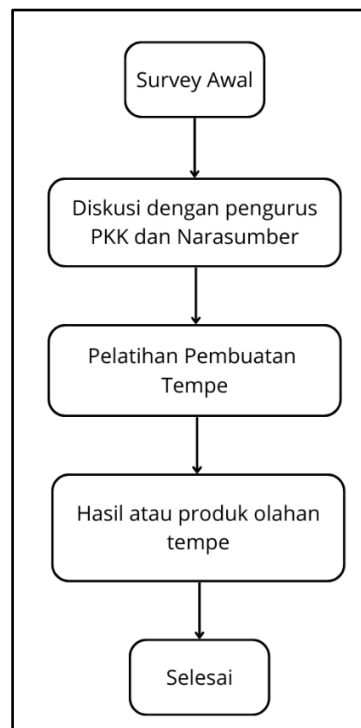 Survey Awal
Diskusi dengan pengurus
PKK dan Narasumber
Pelatihan Pembuatan
Tempe
Hasil atau produk olahan
tempe
Selesai